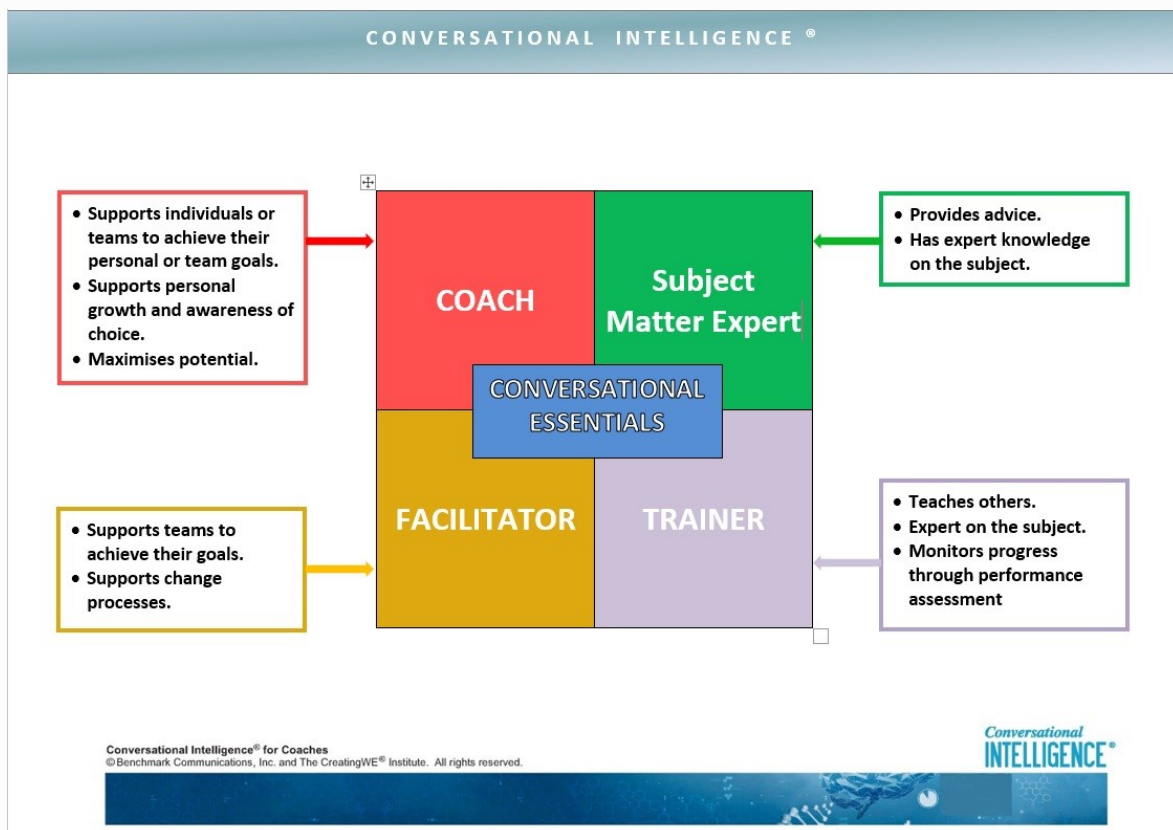 CONVERSATIONAL INTELLIGENCE ®
• Supports individuals or
teams to achieve their
personal or team goals.
• Supports personal
growth and awareness of
choice.
• Maximises potential.
COACH
Subject
Matter Expert
• Provides advice.
• Has expert knowledge
on the subject.
CONVERSATIONAL
ESSENTIALS
• Supports teams to
achieve their goals.
• Supports change
processes.
FACILITATOR
TRAINER
• Teaches others.
• Expert on the subject.
• Monitors progress
through performance
assessment
Conversational Intelligence® for Coaches
© Benchmark Communications, Inc. and The CreatingWE® Institute. All rights reserved.
Conversational
INTELLIGENCE®